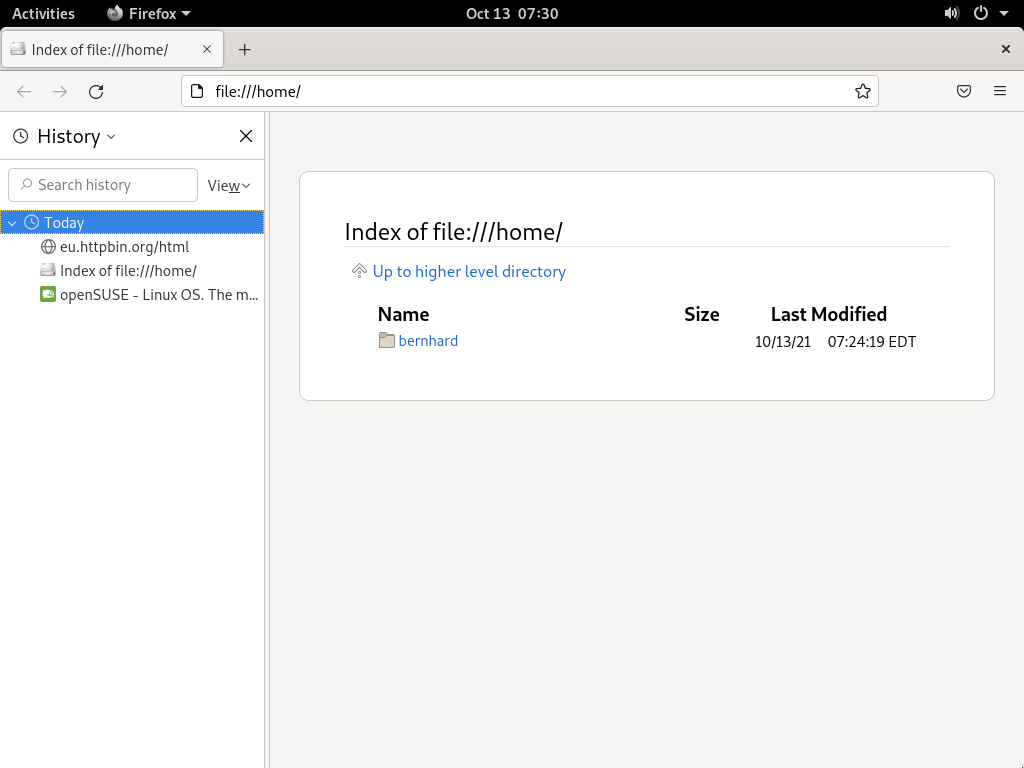 Activities Firefox Oct 13 07:30
Index of file:///home/
file:///home/
History
Search history View
Today
eu.httpbin.org/html
Index of file:///home/
openSUSE - Linux OS. The m...
Index of file:///home/
Up to higher level directory
Name Size Last Modified
bernhard 10/13/21 07:24:19 EDT